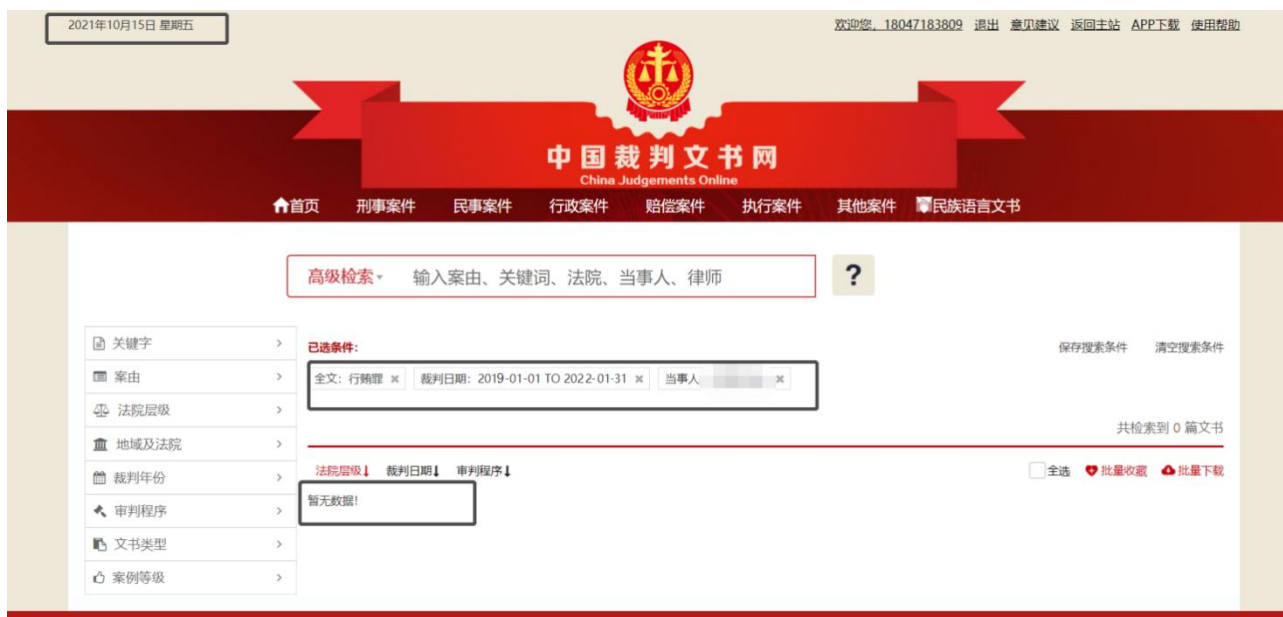 2021年10月15日 星期五
欢迎您，18047183809 退出 意见建议 返回主站 APP下载 使用帮助
中国裁判文书网
China Judgements Online
首页 刑事案件 民事案件 行政案件 赔偿案件 执行案件 其他案件 民族语言文书
高级检索 输入案由、关键词、法院、当事人、律师 ?
关键字
案由
法院层级
地域及法院
裁判年份
审判程序
文书类型
案例等级
已选条件: 保存搜索条件 清空搜索条件
全文: 行贿罪 × 裁判日期: 2019-01-01 TO 2022-01-31 × 当事人 ×
共检索到 0 篇文书
法院层级↓ 裁判日期↓ 审判程序↓ 全选 批量收藏 批量下载
暂无数据!